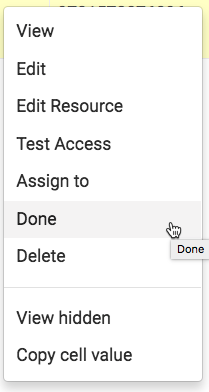 View
Edit
Edit Resource
Test Access
Assign to
Done
Done
Delete
View hidden
Copy cell value